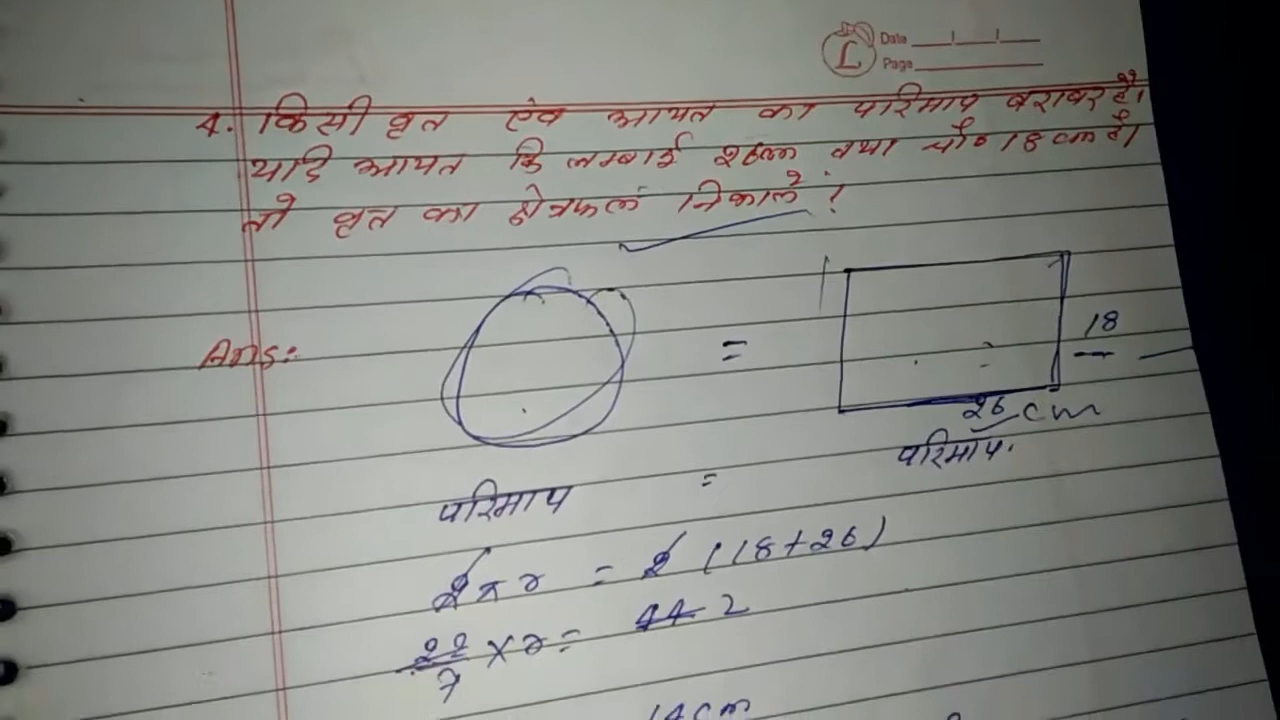 Date
Page
4. किसी वृत ऐंव आयत का परिमाप बराबर है।
यदि आयत कि लम्बाई 26cm तथा चौ० 18cm है।
तो वृत का क्षेत्रफल निकाले ?
Ans:
=
18
26 cm
परिमाप = परिमाप.
2πr = 2 (18+26)
22/7 × r = 44 2
14cm